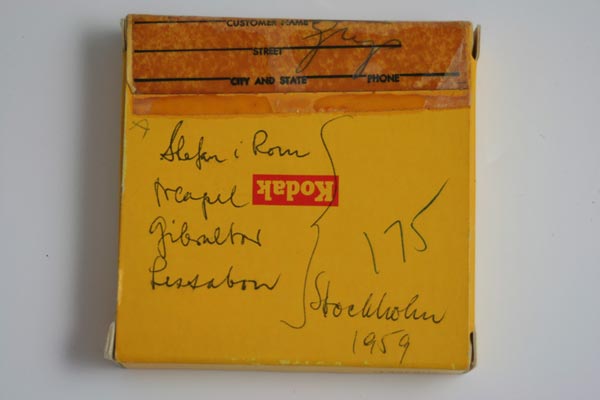 CUSTOMER NAME
STREET
CITY AND STATE PHONE
Stefan i Rom
Neapel
Kodak
Gibraltar
175
Lissabon
Stockholm
1959